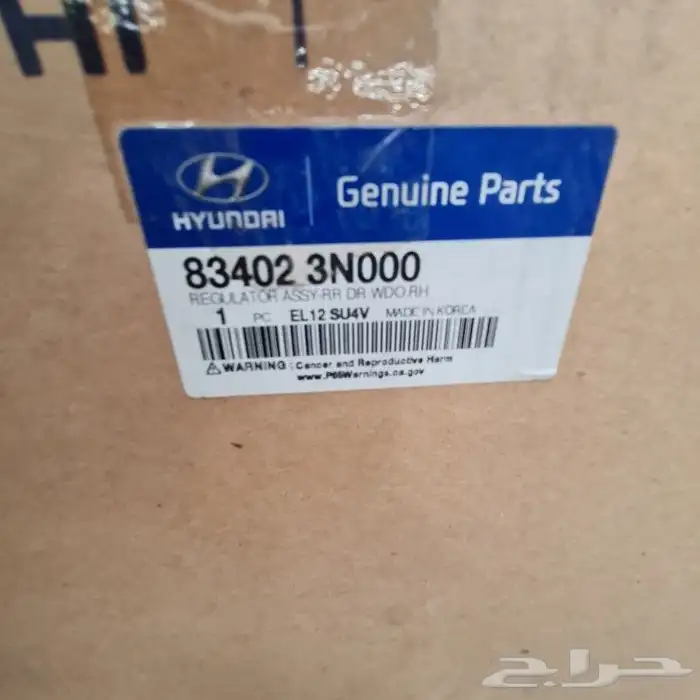 HYUNDAI
Genuine Parts
83402 3N000
REGULATOR ASSY-RR DR WDO,RH
1 PC EL12 SU4V MADE IN KOREA
WARNING : Cancer and Reproductive Harm
www.P65Warnings.ca.gov
حراج